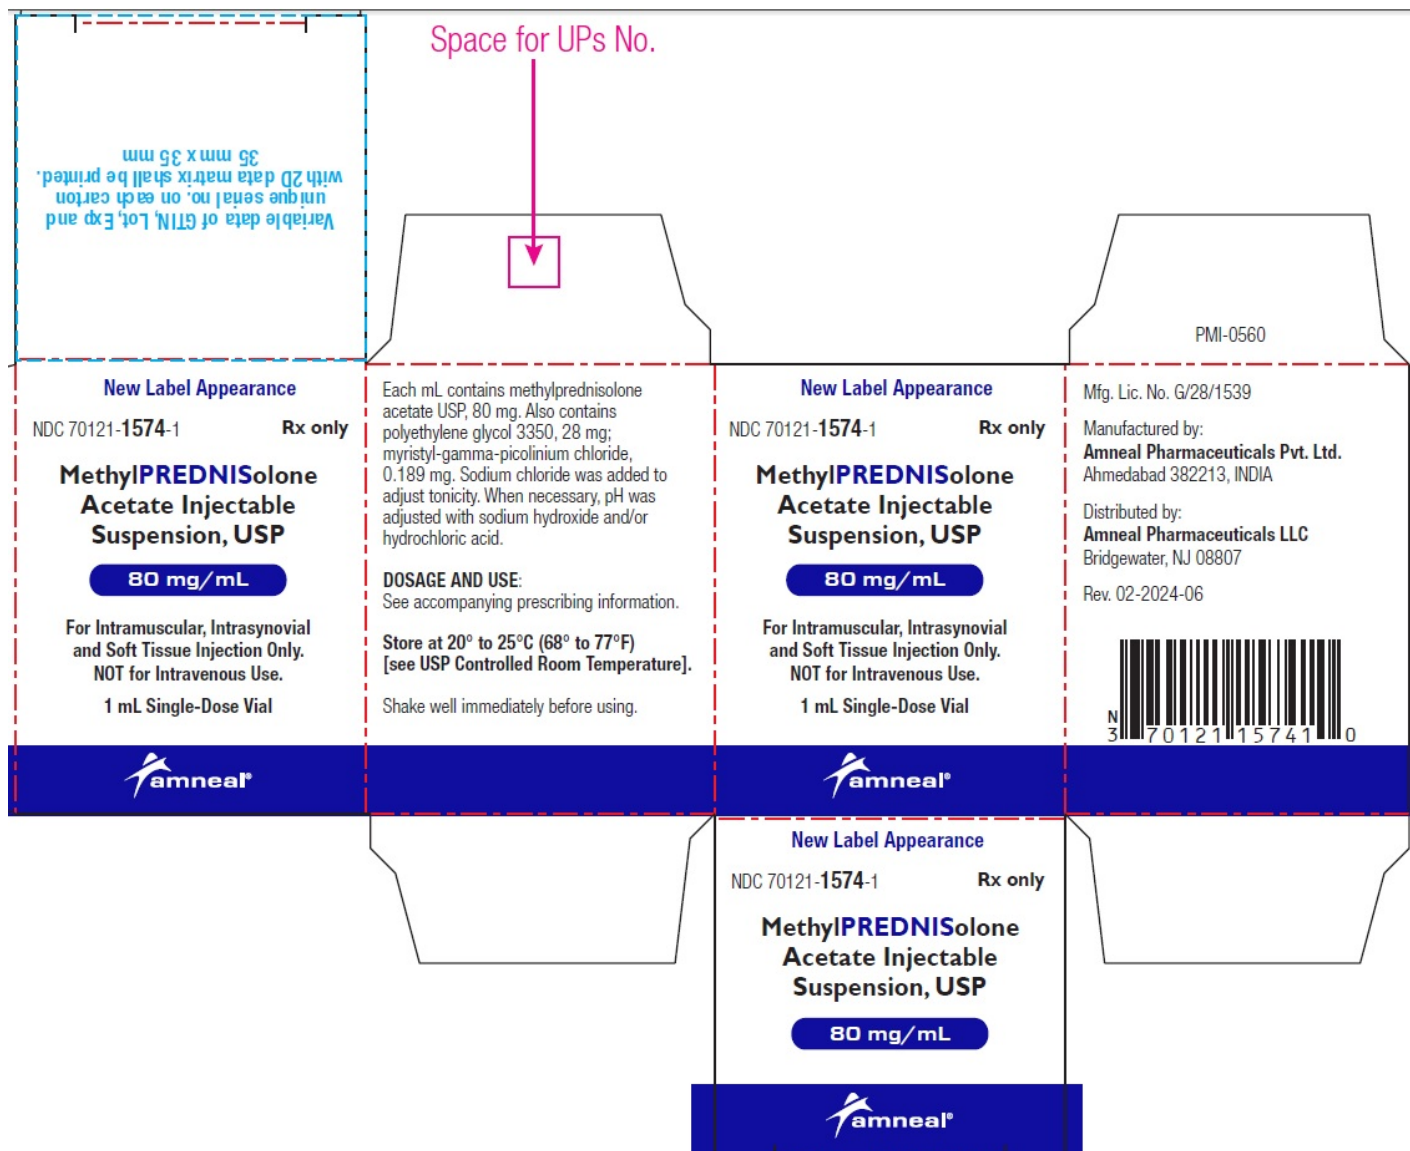 Space for UPs No.
Variable data of GTIN, Lot, Exp and
unique serial no. on each carton
with 2D data matrix shall be printed.
35 mm x 35 mm
New Label Appearance
NDC 70121-1574-1 Rx only
MethylPREDNISolone
Acetate Injectable
Suspension, USP
80 mg/mL
For Intramuscular, Intrasynovial
and Soft Tissue Injection Only.
NOT for Intravenous Use.
1 mL Single-Dose Vial
amneal®
Each mL contains methylprednisolone
acetate USP, 80 mg. Also contains
polyethylene glycol 3350, 28 mg;
myristyl-gamma-picolinium chloride,
0.189 mg. Sodium chloride was added to
adjust tonicity. When necessary, pH was
adjusted with sodium hydroxide and/or
hydrochloric acid.
DOSAGE AND USE:
See accompanying prescribing information.
Store at 20° to 25°C (68° to 77°F)
[see USP Controlled Room Temperature].
Shake well immediately before using.
New Label Appearance
NDC 70121-1574-1 Rx only
MethylPREDNISolone
Acetate Injectable
Suspension, USP
80 mg/mL
For Intramuscular, Intrasynovial
and Soft Tissue Injection Only.
NOT for Intravenous Use.
1 mL Single-Dose Vial
amneal®
PMI-0560
Mfg. Lic. No. G/28/1539
Manufactured by:
Amneal Pharmaceuticals Pvt. Ltd.
Ahmedabad 382213, INDIA
Distributed by:
Amneal Pharmaceuticals LLC
Bridgewater, NJ 08807
Rev. 02-2024-06
N
3 70121 15741 0
New Label Appearance
NDC 70121-1574-1 Rx only
MethylPREDNISolone
Acetate Injectable
Suspension, USP
80 mg/mL
amneal®